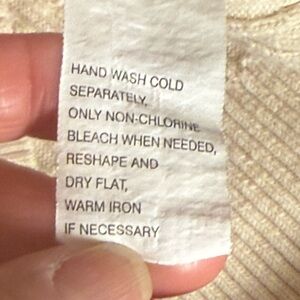 HAND WASH COLD
SEPARATELY,
ONLY NON-CHLORINE
BLEACH WHEN NEEDED,
RESHAPE AND
DRY FLAT,
WARM IRON
IF NECESSARY